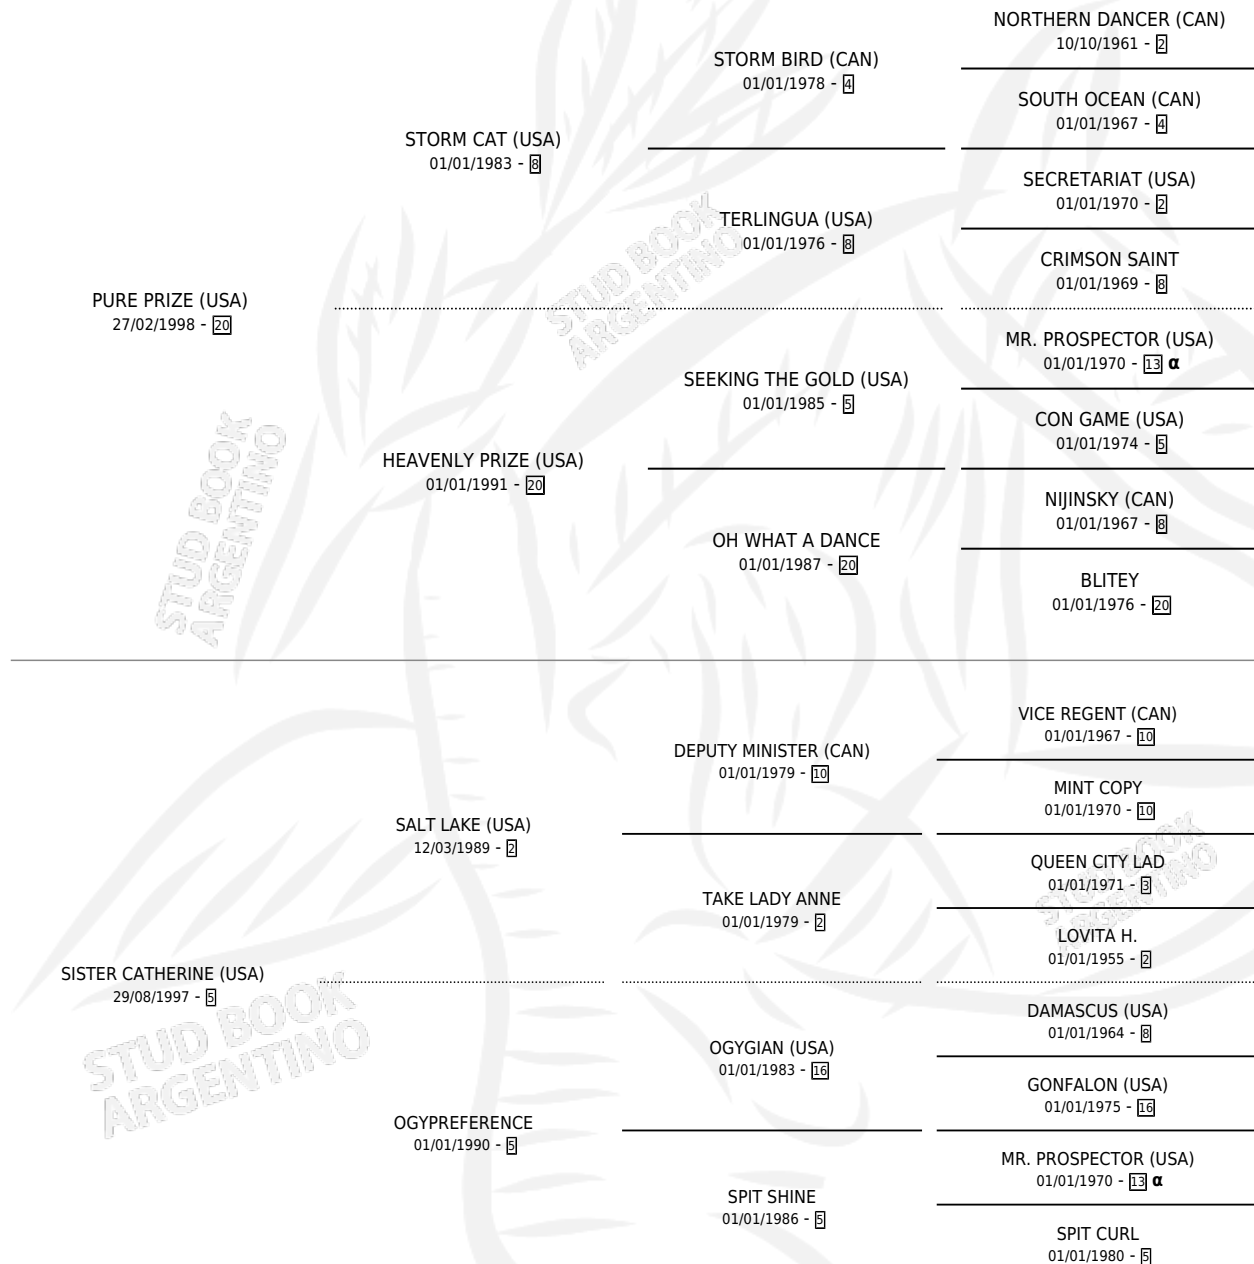 NORTHERN DANCER (CAN)
10/10/1961 - 2
STORM BIRD (CAN)
01/01/1978 - 4
SOUTH OCEAN (CAN)
01/01/1967 - 4
STORM CAT (USA)
01/01/1983 - 8
SECRETARIAT (USA)
01/01/1970 - 2
TERLINGUA (USA)
01/01/1976 - 8
CRIMSON SAINT
01/01/1969 - 8
PURE PRIZE (USA)
27/02/1998 - 20
MR. PROSPECTOR (USA)
01/01/1970 - 13 α
SEEKING THE GOLD (USA)
01/01/1985 - 5
CON GAME (USA)
01/01/1974 - 5
HEAVENLY PRIZE (USA)
01/01/1991 - 20
NIJINSKY (CAN)
01/01/1967 - 8
OH WHAT A DANCE
01/01/1987 - 20
BLITEY
01/01/1976 - 20
STUD BOOK
ARGENTINO
STUD BOOK
ARGENTINO
VICE REGENT (CAN)
01/01/1967 - 10
DEPUTY MINISTER (CAN)
01/01/1979 - 10
MINT COPY
01/01/1970 - 10
SALT LAKE (USA)
12/03/1989 - 2
QUEEN CITY LAD
01/01/1971 - 3
TAKE LADY ANNE
01/01/1979 - 2
LOVITA H.
01/01/1955 - 2
SISTER CATHERINE (USA)
29/08/1997 - 5
DAMASCUS (USA)
01/01/1964 - 8
OGYGIAN (USA)
01/01/1983 - 16
GONFALON (USA)
01/01/1975 - 16
OGYPREFERENCE
01/01/1990 - 5
MR. PROSPECTOR (USA)
01/01/1970 - 13 α
SPIT SHINE
01/01/1986 - 5
SPIT CURL
01/01/1980 - 5
STUD BOOK
ARGENTINO
STUD BOOK
ARGENTINO